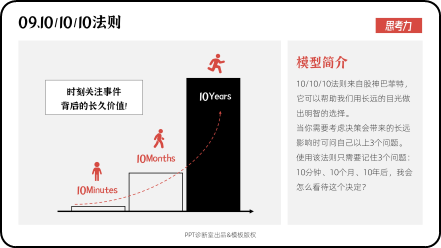 09.10/10/10法则
思考力
时刻关注事件
背后的长久价值!
10Years
10Months
10Minutes
模型简介
10/10/10法则来自股神巴菲特，
它可以帮助我们用长远的目光做
出明智的选择。
当你需要考虑决策会带来的长远
影响时可问自己以上3个问题。
使用该法则只需要记住3个问题：
10分钟、10个月、10年后，我会
怎么看待这个决定？
PPT诊断室出品&模板版权